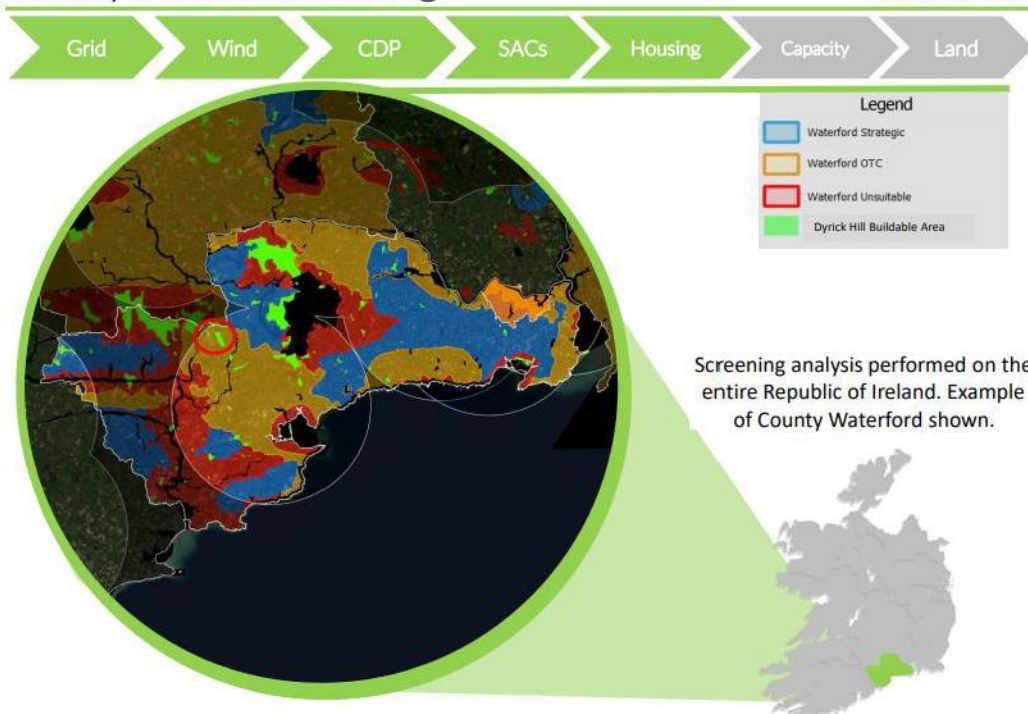 Grid
Wind
CDP
SACs
Housing
Capacity
Land
Legend
Waterford Strategic
Waterford OTC
Waterford Unsuitable
Dyrick Hill Buildable Area
Screening analysis performed on the
entire Republic of Ireland. Example
of County Waterford shown.